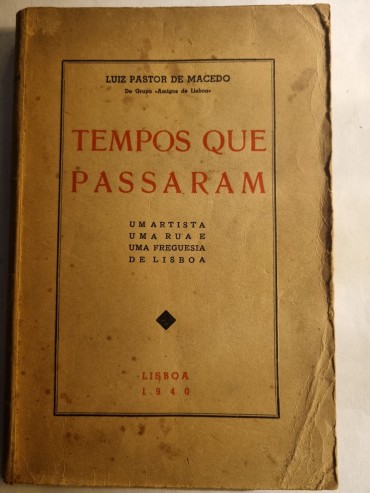 LUIZ PASTOR DE MACEDO
Do Grupo «Amigos de Lisboa»
TEMPOS QUE
PASSARAM
UM ARTISTA
UMA RUA E
UMA FREGUESIA
DE LISBOA
LISBOA
1940